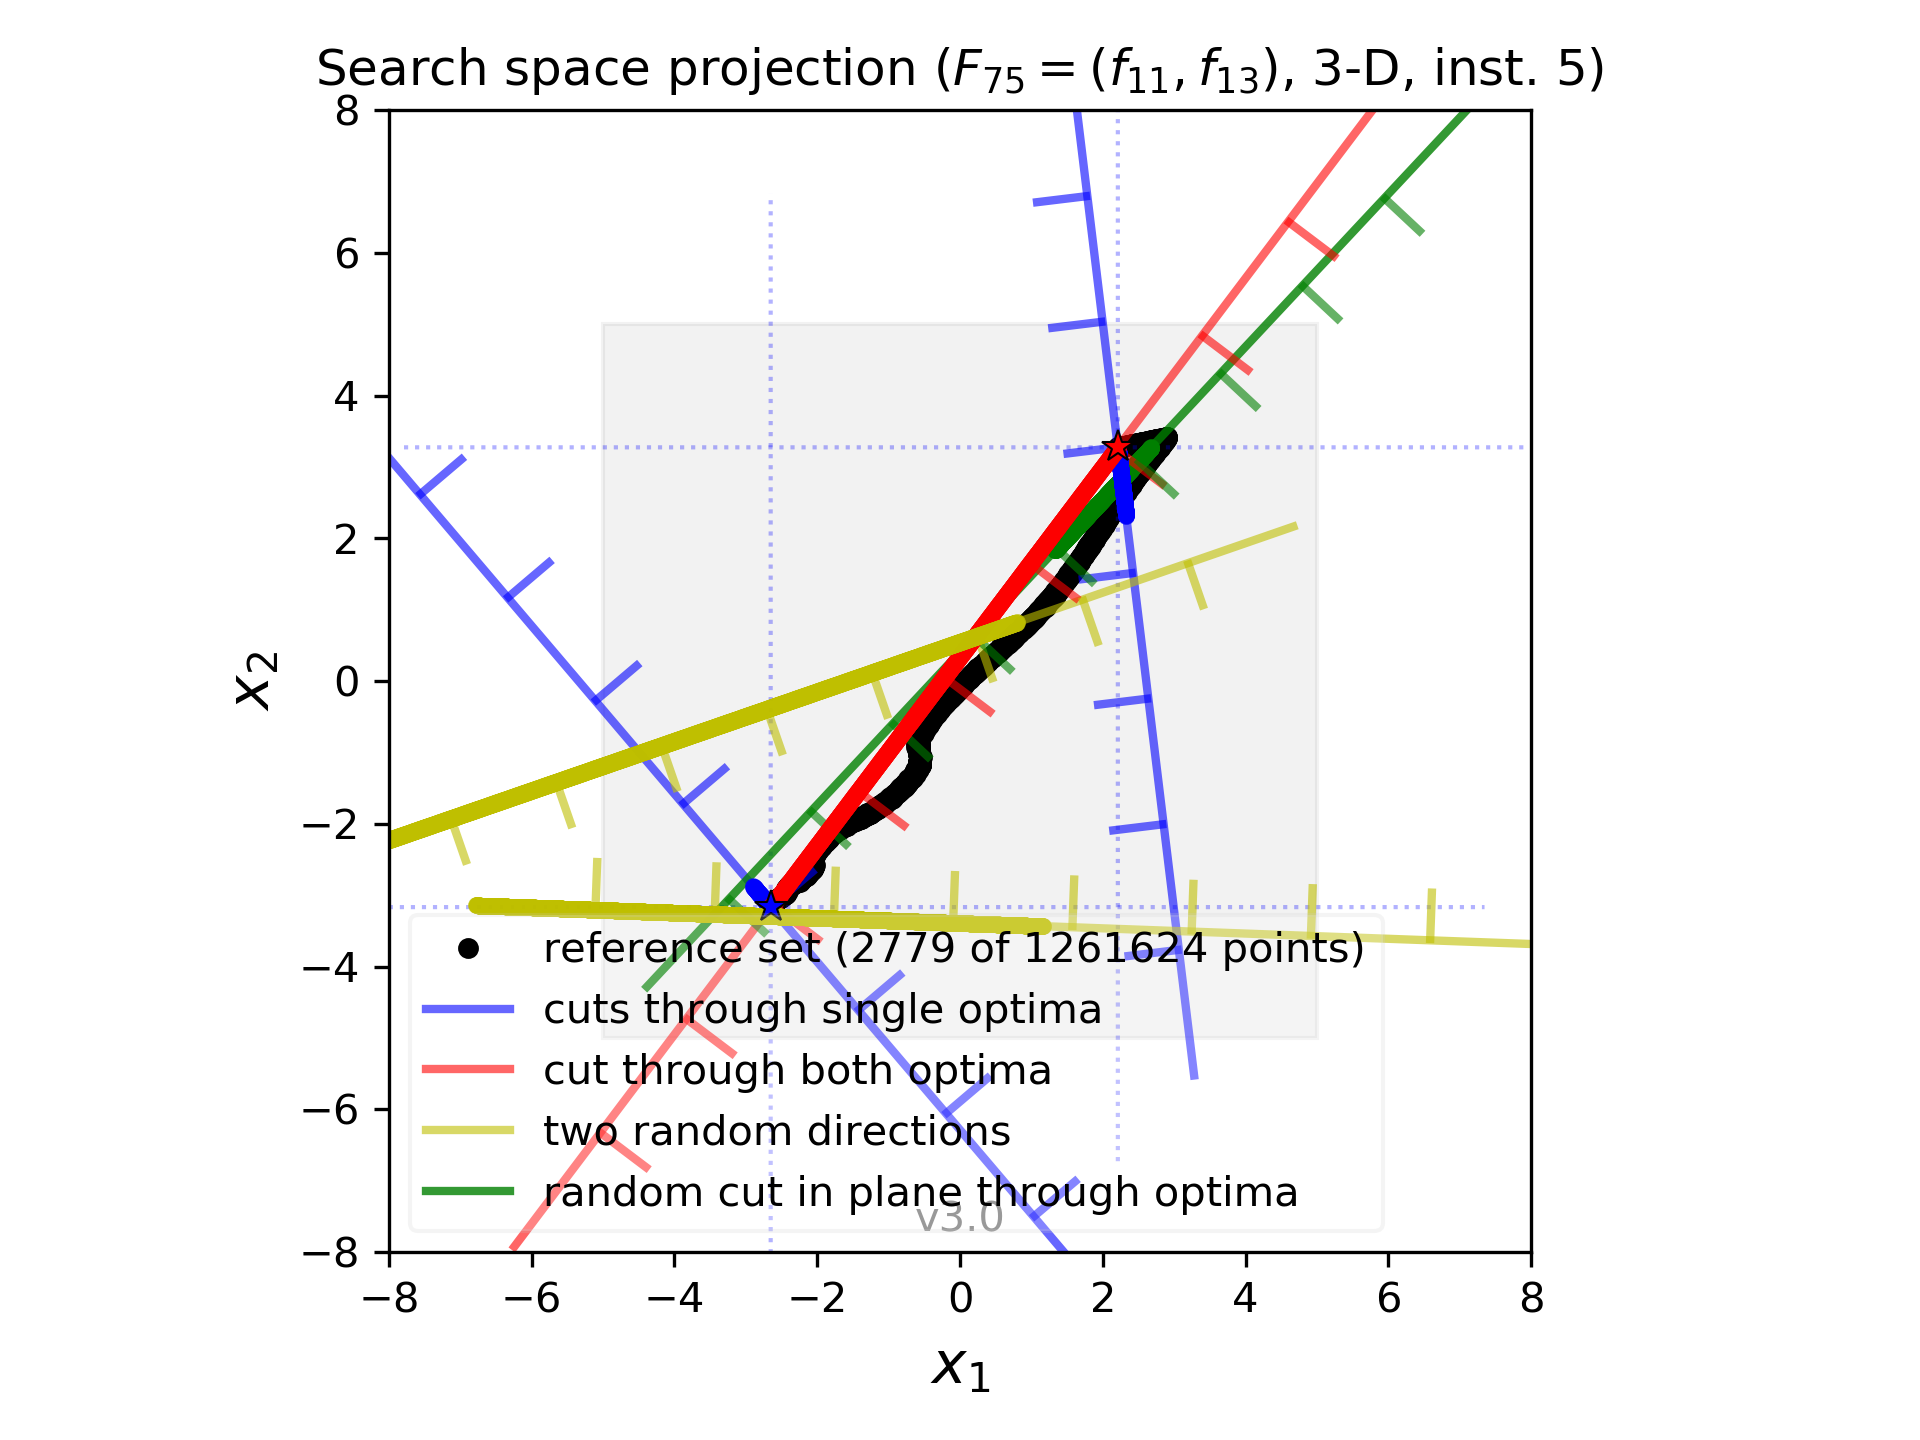 Search space projection (F75 = (f11, f13), 3-D, inst. 5)
8
6
4
2
0
−2
−4
−6
−8
x2
reference set (2779 of 1261624 points)
cuts through single optima
cut through both optima
two random directions
random cut in plane through optima
v3.0
−8 −6 −4 −2 0 2 4 6 8
x1